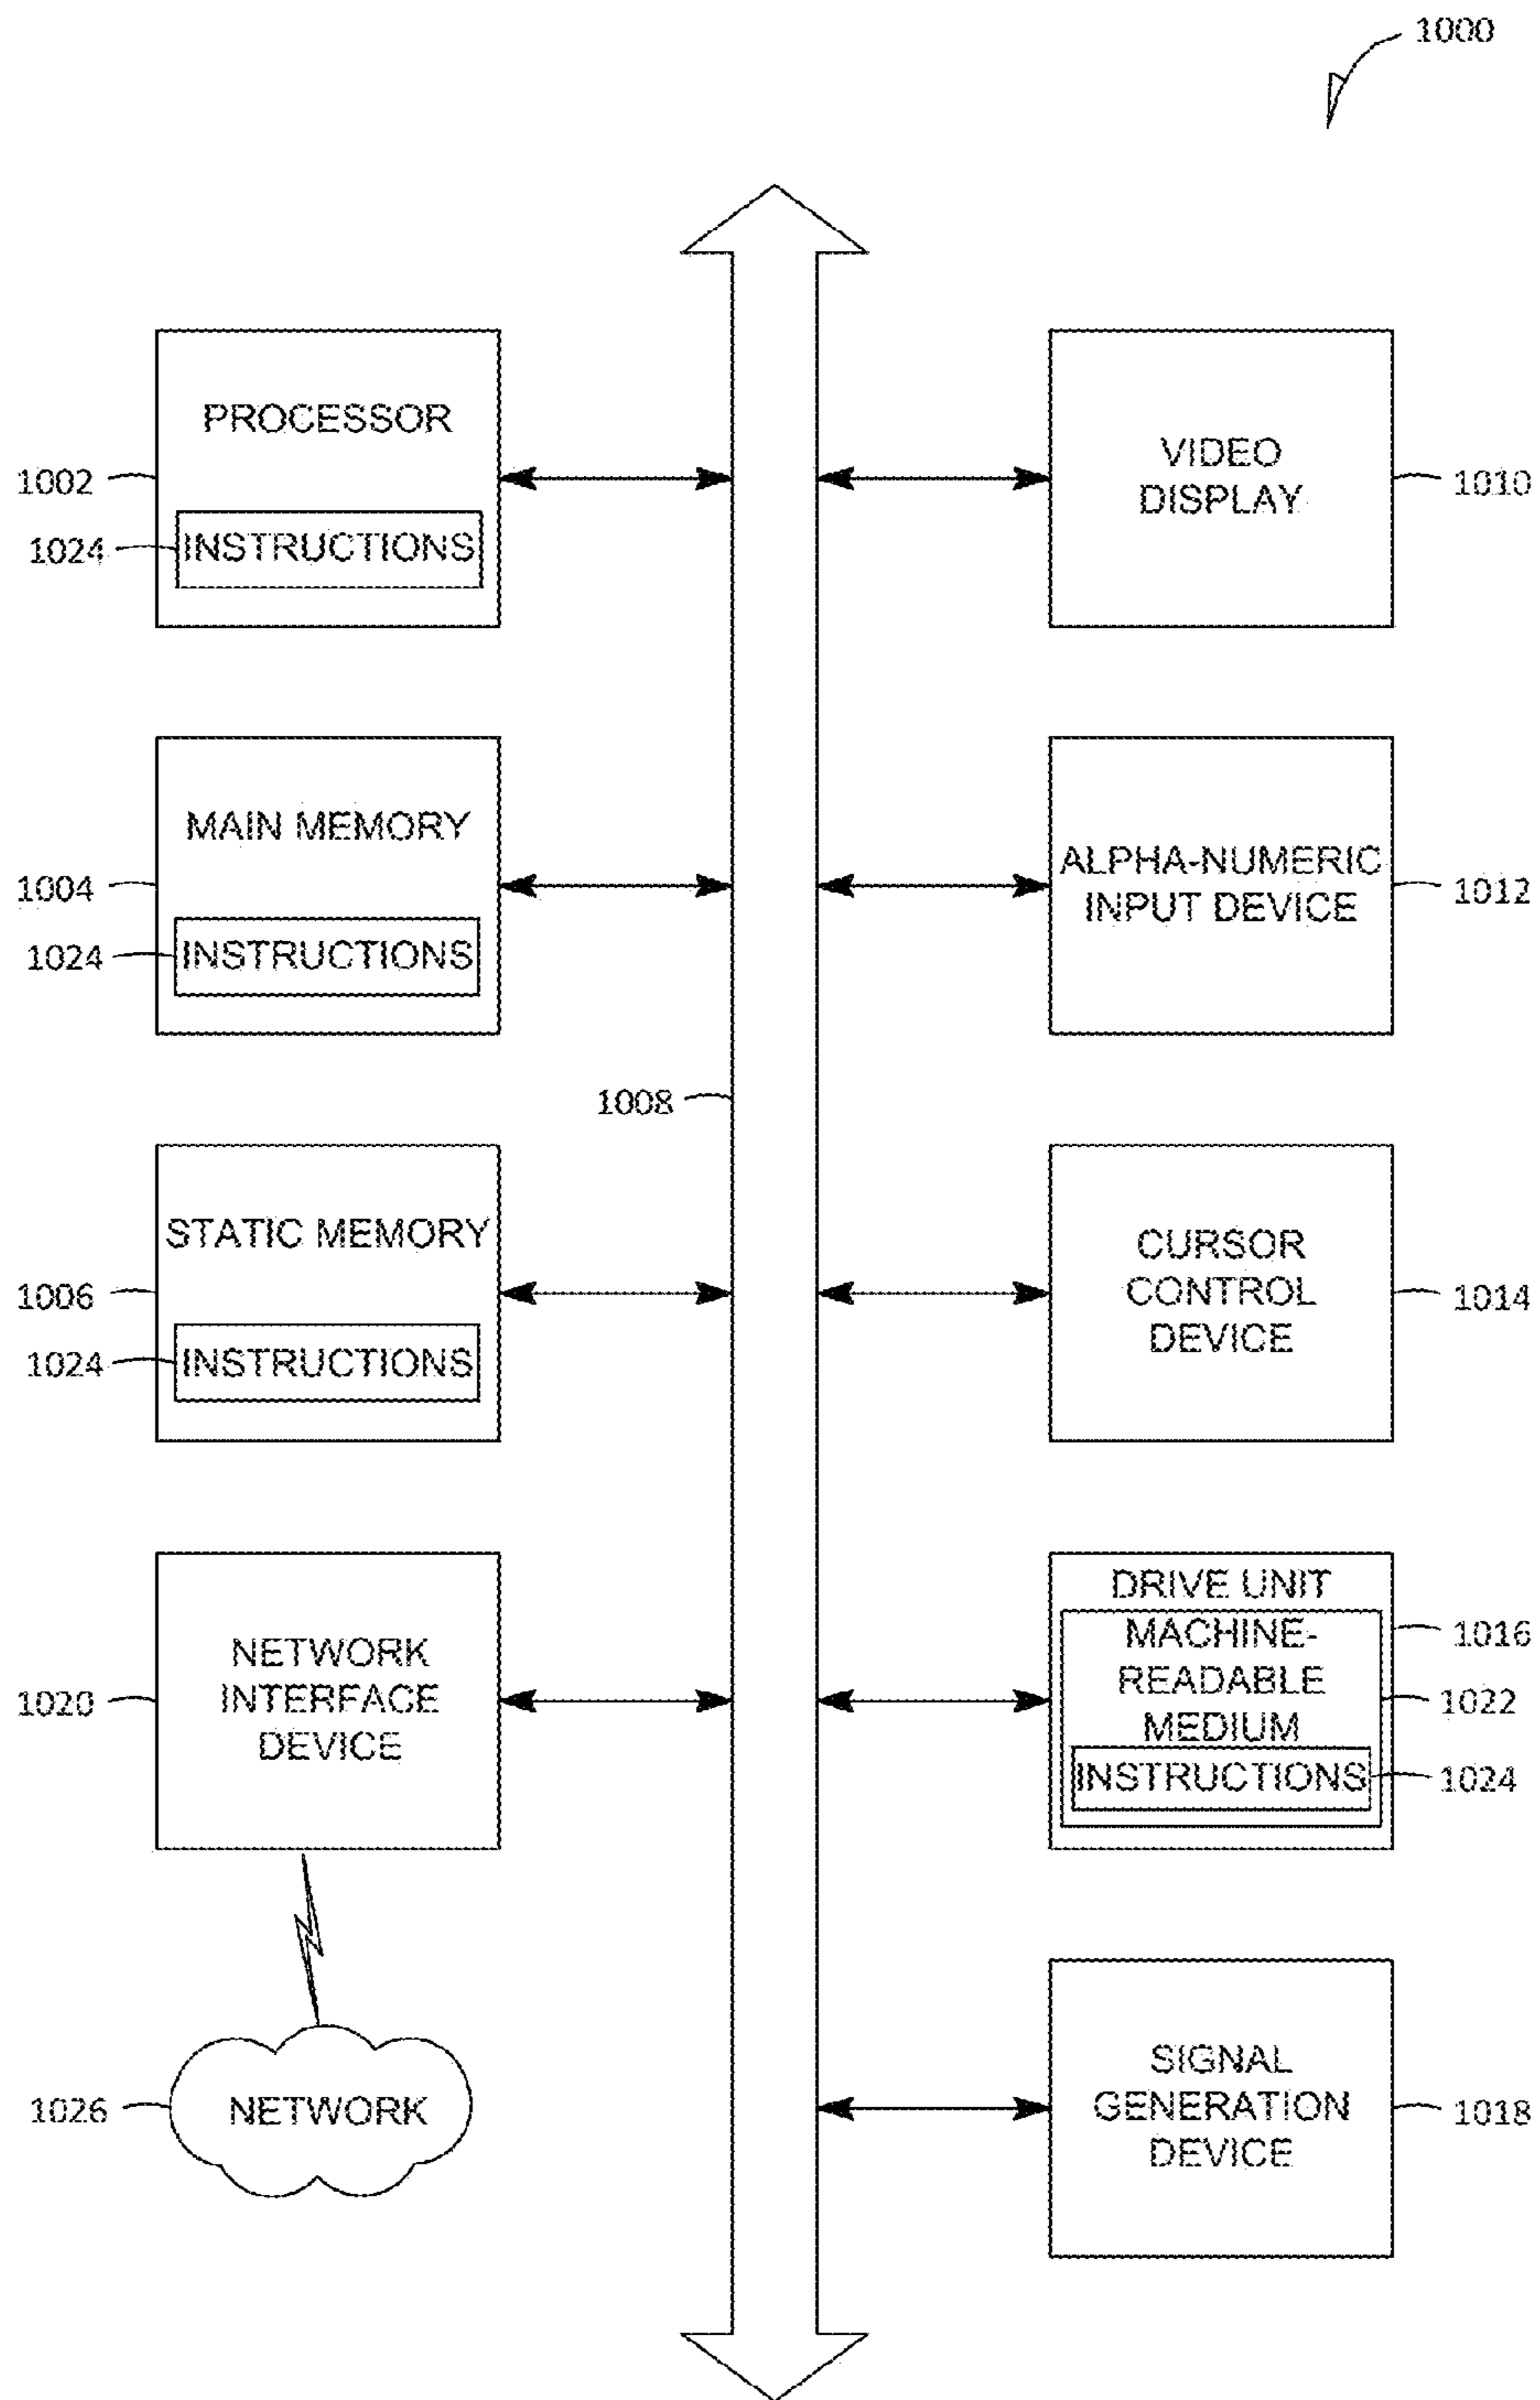 1000
PROCESSOR
1002
1024
INSTRUCTIONS
VIDEO
DISPLAY
1010
MAIN MEMORY
1004
1024
INSTRUCTIONS
ALPHA-NUMERIC
INPUT DEVICE
1012
1008
STATIC MEMORY
1006
1024
INSTRUCTIONS
CURSOR
CONTROL
DEVICE
1014
NETWORK
INTERFACE
DEVICE
1020
DRIVE UNIT
1016
MACHINE-
READABLE
MEDIUM
1022
INSTRUCTIONS
1024
1026
NETWORK
SIGNAL
GENERATION
DEVICE
1018